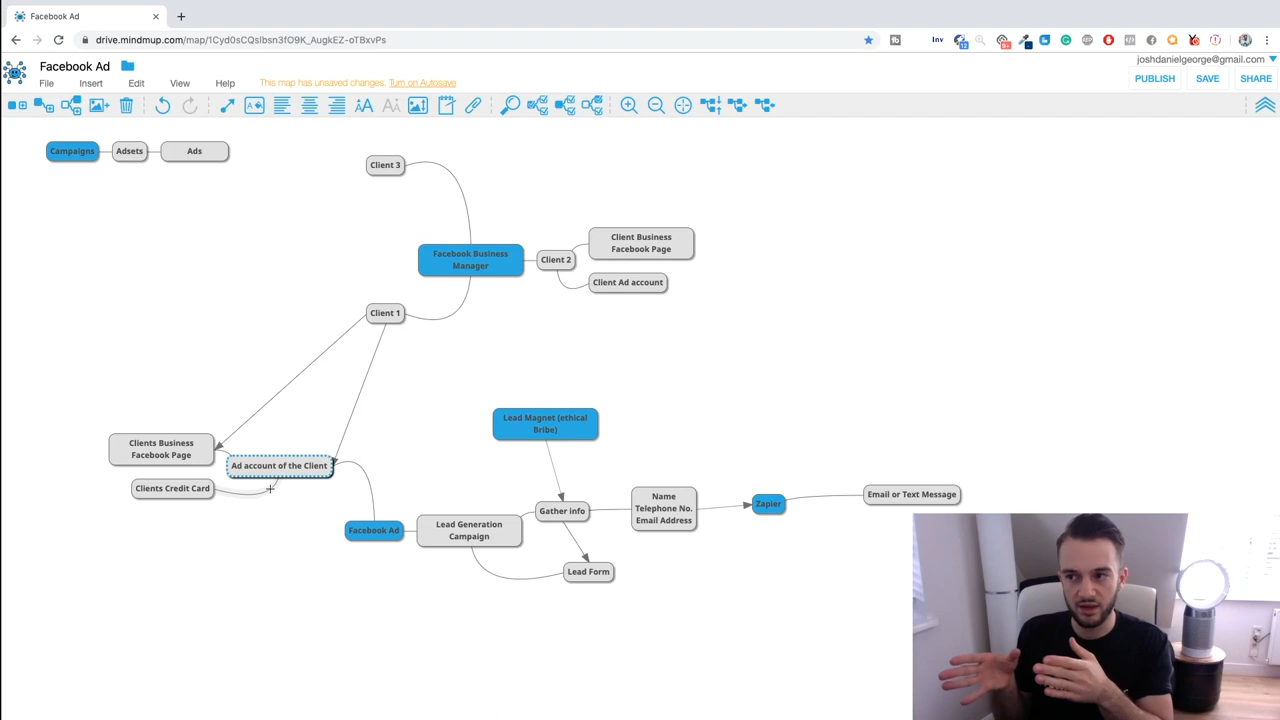 Facebook Ad
drive.mindmup.com/map/1Cyd0sCQsIbsn3fO9K_AugkEZ-oTBxvPs
Inv
Facebook Ad
joshdanielgeorge@gmail.com
File Insert Edit View Help
This map has unsaved changes. Turn on Autosave
PUBLISH SAVE SHARE
Campaigns
Adsets
Ads
Client 3
Client Business
Facebook Page
Facebook Business
Manager
Client 2
Client Ad account
Client 1
Lead Magnet (ethical
Bribe)
Clients Business
Facebook Page
Ad account of the Client
Clients Credit Card
Name
Telephone No.
Email Address
Zapier
Email or Text Message
Gather info
Facebook Ad
Lead Generation
Campaign
Lead Form